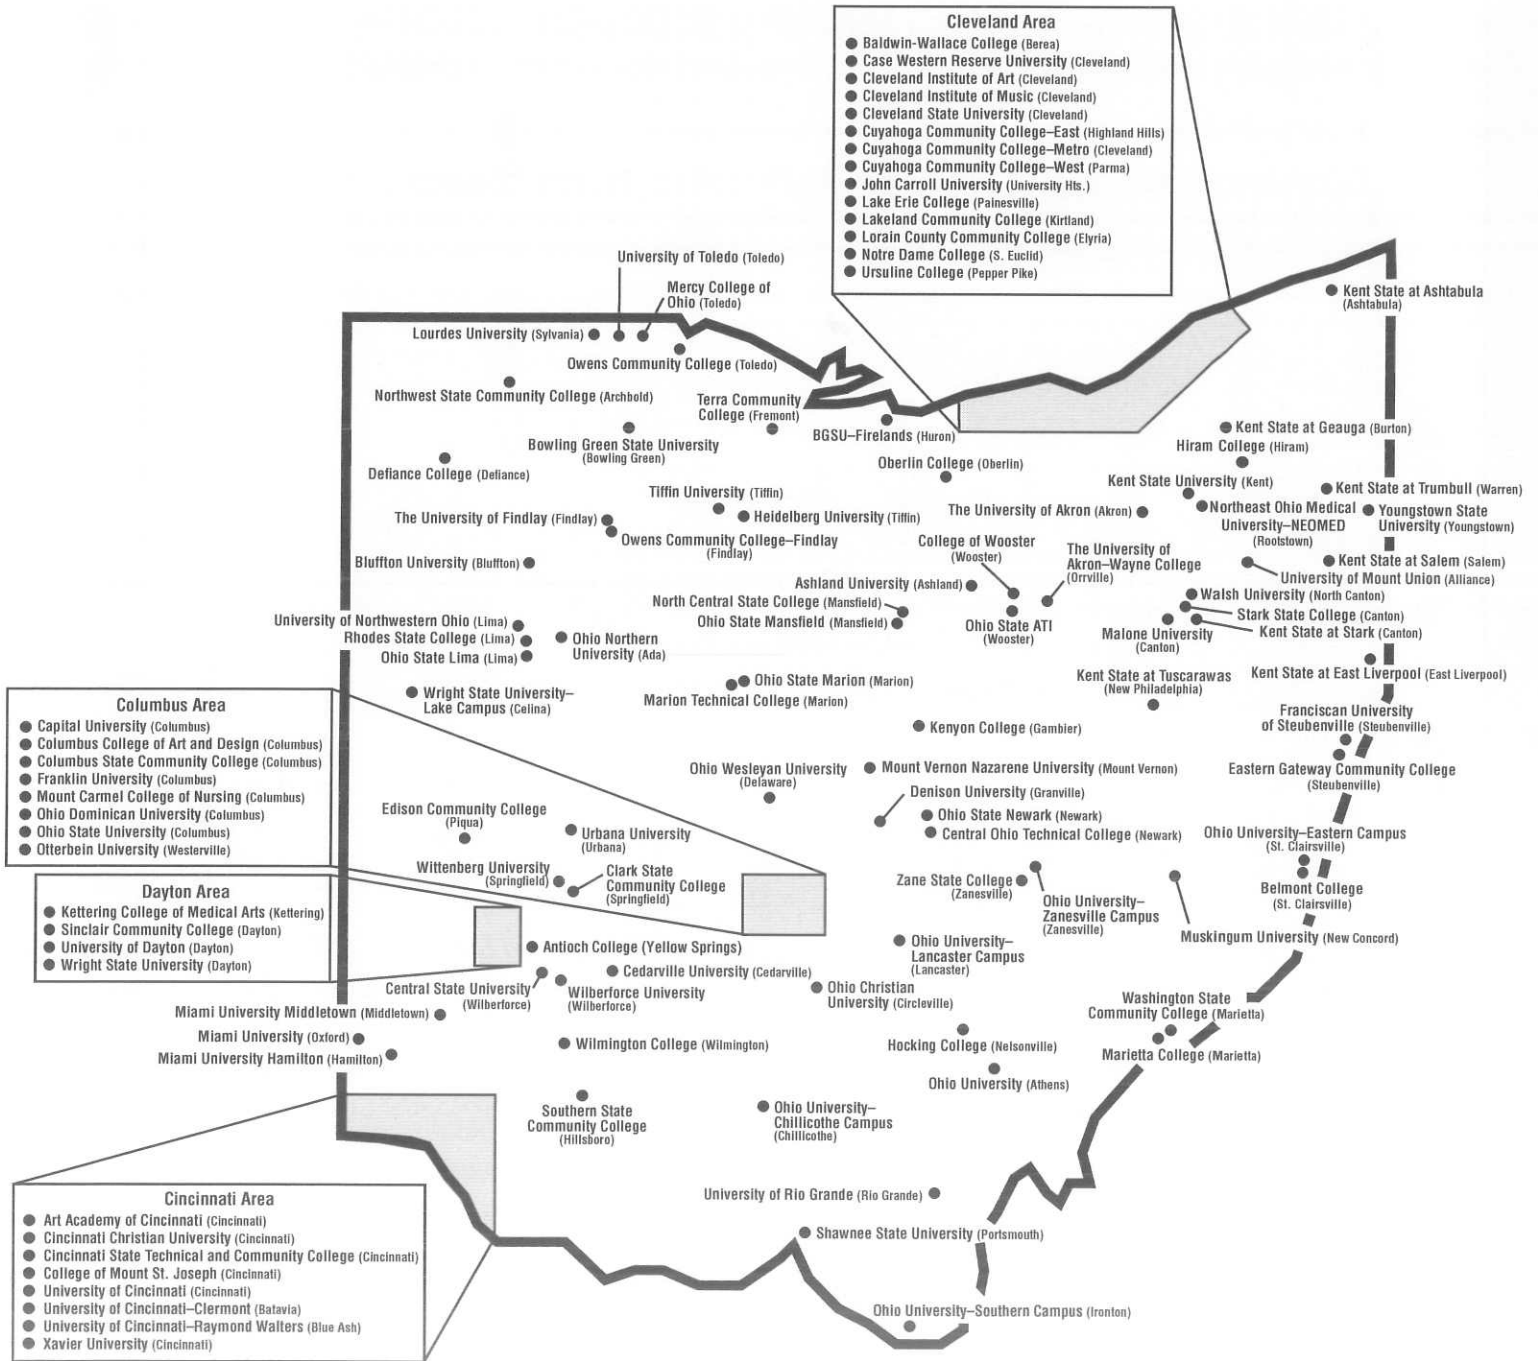 Cleveland Area
Baldwin-Wallace College (Berea)
Case Western Reserve University (Cleveland)
Cleveland Institute of Art (Cleveland)
Cleveland Institute of Music (Cleveland)
Cleveland State University (Cleveland)
Cuyahoga Community College–East (Highland Hills)
Cuyahoga Community College–Metro (Cleveland)
Cuyahoga Community College–West (Parma)
John Carroll University (University Hts.)
Lake Erie College (Painesville)
Lakeland Community College (Kirtland)
Lorain County Community College (Elyria)
Notre Dame College (S. Euclid)
Ursuline College (Pepper Pike)
University of Toledo (Toledo)
Mercy College of
Ohio (Toledo)
Kent State at Ashtabula
(Ashtabula)
Lourdes University (Sylvania)
Owens Community College (Toledo)
Northwest State Community College (Archbold)
Terra Community
College (Fremont)
BGSU–Firelands (Huron)
Bowling Green State University
(Bowling Green)
Kent State at Geauga (Burton)
Hiram College (Hiram)
Defiance College (Defiance)
Oberlin College (Oberlin)
Kent State University (Kent)
Kent State at Trumbull (Warren)
Tiffin University (Tiffin)
Heidelberg University (Tiffin)
The University of Akron (Akron)
Northeast Ohio Medical
University–NEOMED
(Rootstown)
Youngstown State
University (Youngstown)
The University of Findlay (Findlay)
Owens Community College–Findlay
(Findlay)
College of Wooster
(Wooster)
The University of
Akron–Wayne College
(Orrville)
Bluffton University (Bluffton)
Kent State at Salem (Salem)
University of Mount Union (Alliance)
Ashland University (Ashland)
Walsh University (North Canton)
North Central State College (Mansfield)
Ohio State Mansfield (Mansfield)
Ohio State ATI
(Wooster)
Stark State College (Canton)
Malone University
(Canton)
Kent State at Stark (Canton)
University of Northwestern Ohio (Lima)
Rhodes State College (Lima)
Ohio State Lima (Lima)
Ohio Northern
University (Ada)
Kent State at Tuscarawas
(New Philadelphia)
Kent State at East Liverpool (East Liverpool)
Ohio State Marion (Marion)
Marion Technical College (Marion)
Wright State University–
Lake Campus (Celina)
Columbus Area
Capital University (Columbus)
Columbus College of Art and Design (Columbus)
Columbus State Community College (Columbus)
Franklin University (Columbus)
Mount Carmel College of Nursing (Columbus)
Ohio Dominican University (Columbus)
Ohio State University (Columbus)
Otterbein University (Westerville)
Kenyon College (Gambier)
Franciscan University
of Steubenville (Steubenville)
Eastern Gateway Community College
(Steubenville)
Ohio Wesleyan University
(Delaware)
Mount Vernon Nazarene University (Mount Vernon)
Denison University (Granville)
Ohio State Newark (Newark)
Central Ohio Technical College (Newark)
Edison Community College
(Piqua)
Urbana University
(Urbana)
Ohio University–Eastern Campus
(St. Clairsville)
Belmont College
(St. Clairsville)
Wittenberg University
(Springfield)
Clark State
Community College
(Springfield)
Zane State College
(Zanesville)
Ohio University–
Zanesville Campus
(Zanesville)
Muskingum University (New Concord)
Dayton Area
Kettering College of Medical Arts (Kettering)
Sinclair Community College (Dayton)
University of Dayton (Dayton)
Wright State University (Dayton)
Antioch College (Yellow Springs)
Ohio University–
Lancaster Campus
(Lancaster)
Cedarville University (Cedarville)
Central State University
(Wilberforce)
Wilberforce University
(Wilberforce)
Ohio Christian
University (Circleville)
Washington State
Community College (Marietta)
Marietta College (Marietta)
Miami University Middletown (Middletown)
Miami University (Oxford)
Miami University Hamilton (Hamilton)
Wilmington College (Wilmington)
Hocking College (Nelsonville)
Ohio University (Athens)
Southern State
Community College
(Hillsboro)
Ohio University–
Chillicothe Campus
(Chillicothe)
University of Rio Grande (Rio Grande)
Shawnee State University (Portsmouth)
Ohio University–Southern Campus (Ironton)
Cincinnati Area
Art Academy of Cincinnati (Cincinnati)
Cincinnati Christian University (Cincinnati)
Cincinnati State Technical and Community College (Cincinnati)
College of Mount St. Joseph (Cincinnati)
University of Cincinnati (Cincinnati)
University of Cincinnati–Clermont (Batavia)
University of Cincinnati–Raymond Walters (Blue Ash)
Xavier University (Cincinnati)